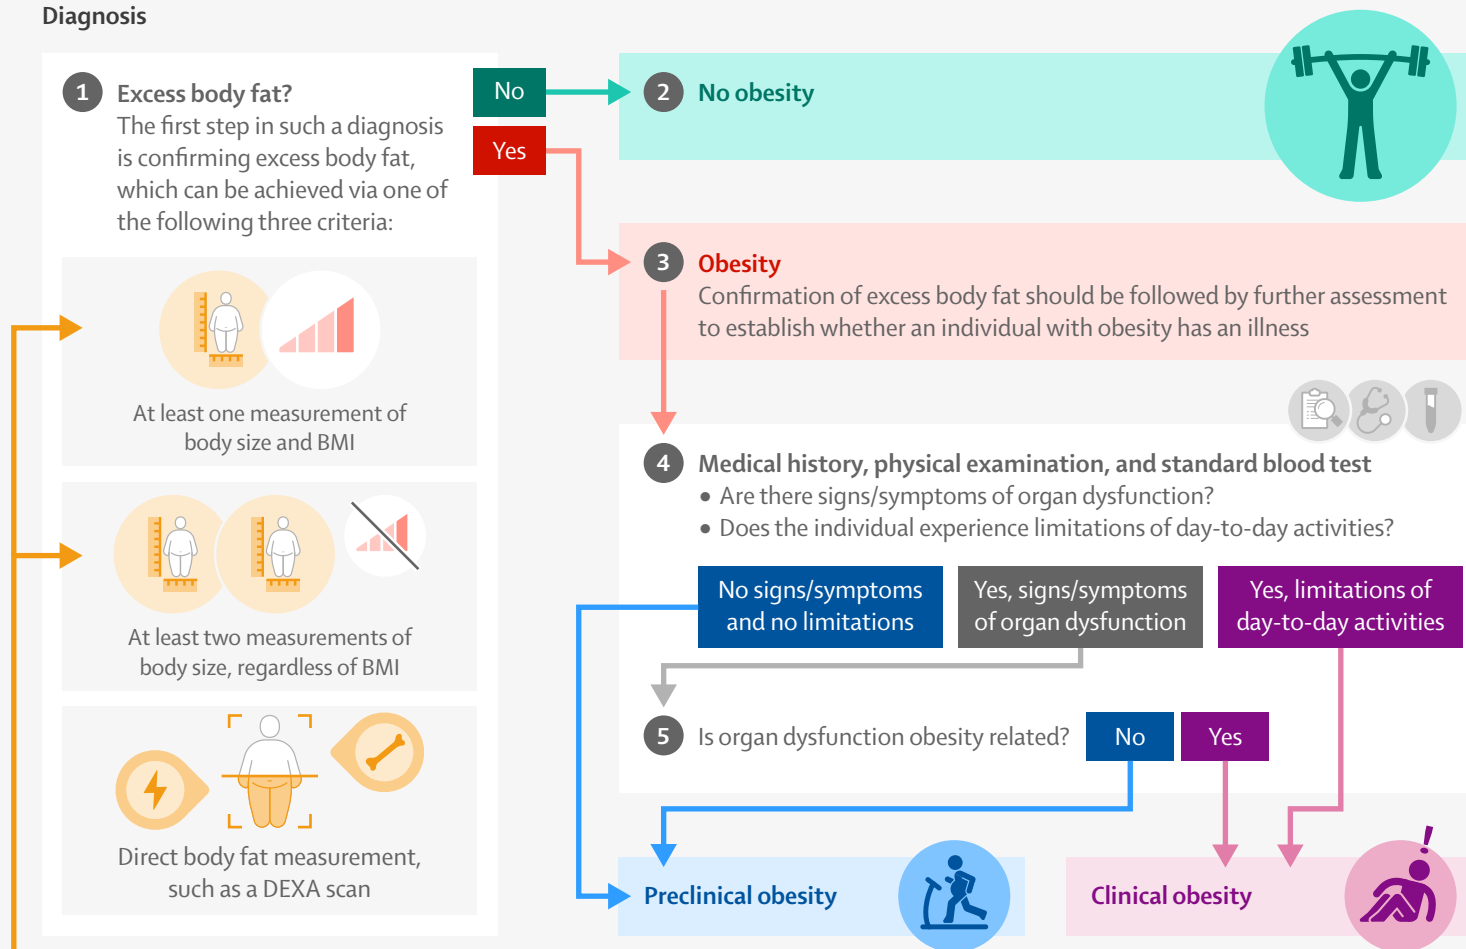 Diagnosis
1 Excess body fat?
The first step in such a diagnosis
is confirming excess body fat,
which can be achieved via one of
the following three criteria:
At least one measurement of
body size and BMI
At least two measurements of
body size, regardless of BMI
Direct body fat measurement,
such as a DEXA scan
No
Yes
2 No obesity
3 Obesity
Confirmation of excess body fat should be followed by further assessment
to establish whether an individual with obesity has an illness
4 Medical history, physical examination, and standard blood test
• Are there signs/symptoms of organ dysfunction?
• Does the individual experience limitations of day-to-day activities?
No signs/symptoms
and no limitations
Yes, signs/symptoms
of organ dysfunction
Yes, limitations of
day-to-day activities
5 Is organ dysfunction obesity related?
No
Yes
Preclinical obesity
Clinical obesity
!